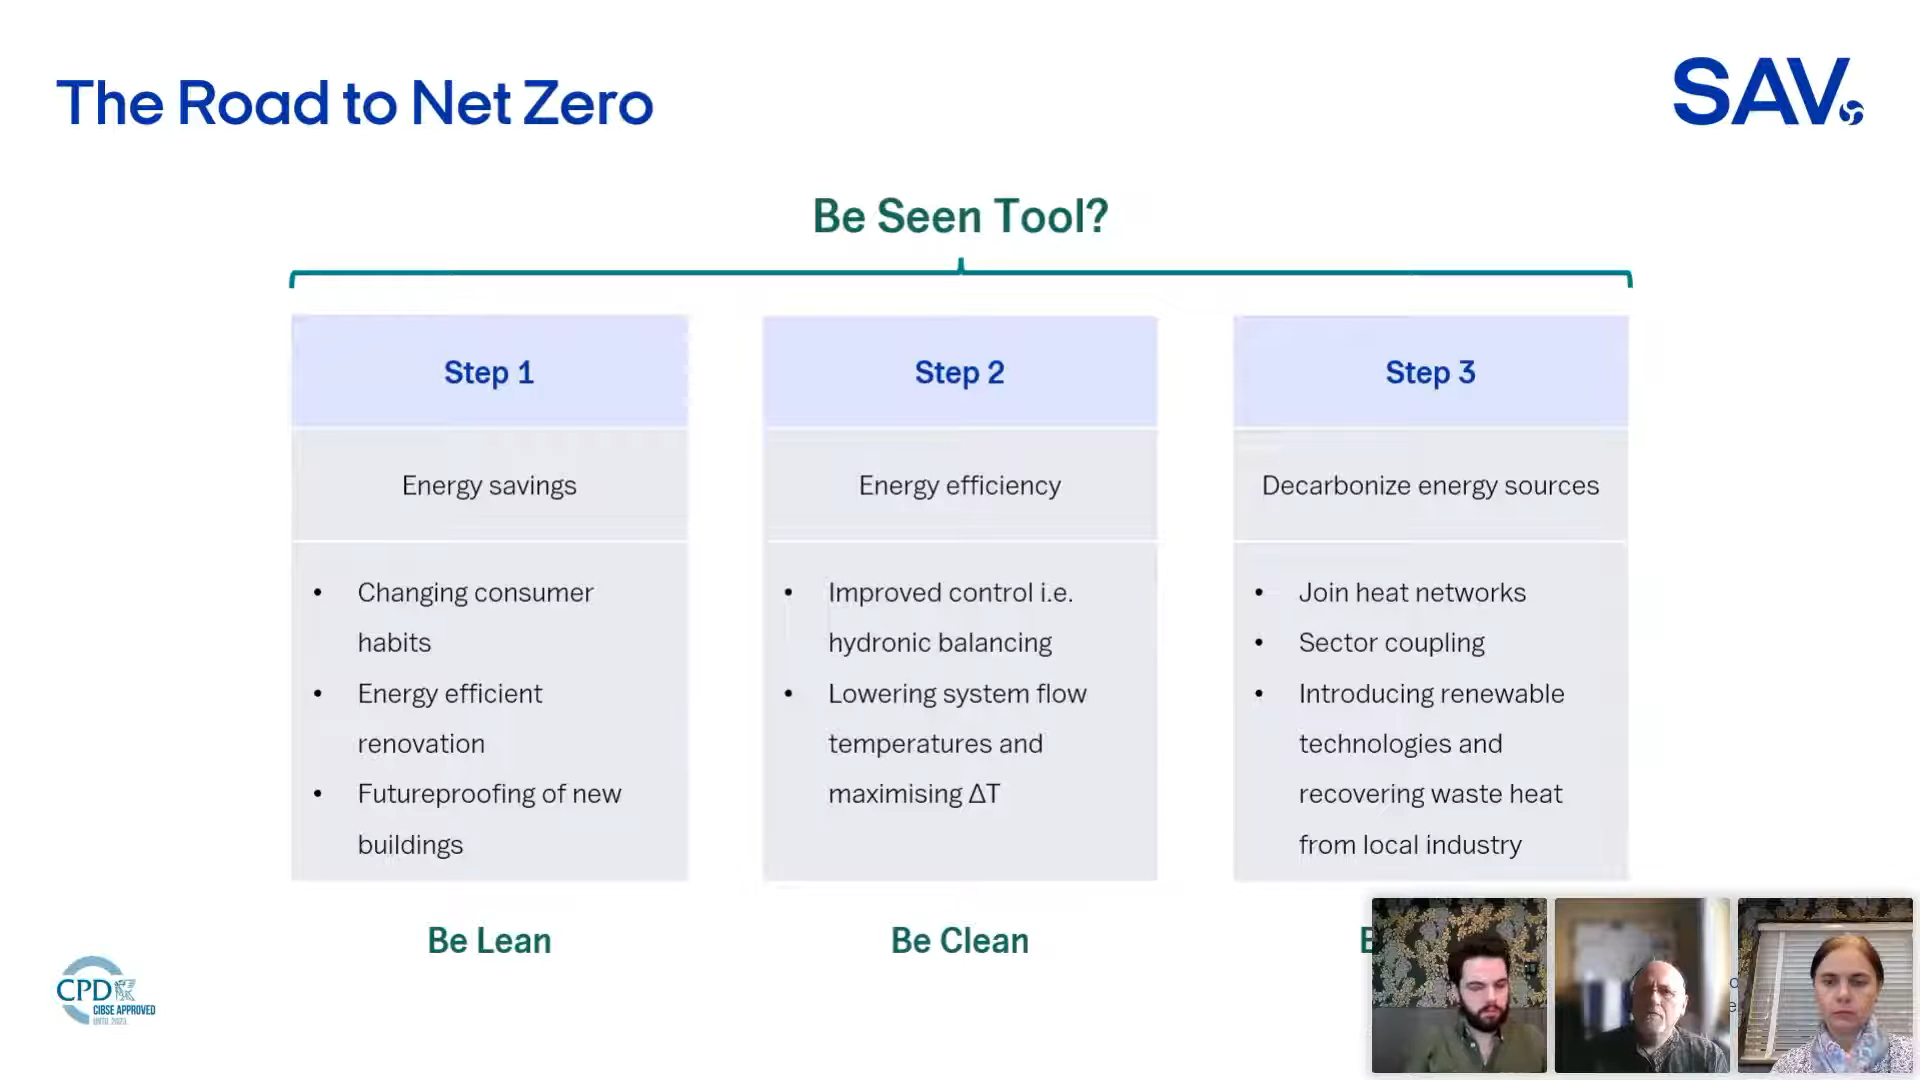 The Road to Net Zero
SAV
Be Seen Tool?
Step 1
Energy savings
• Changing consumer
habits
• Energy efficient
renovation
• Futureproofing of new
buildings
Be Lean
Step 2
Energy efficiency
• Improved control i.e.
hydronic balancing
• Lowering system flow
temperatures and
maximising ΔT
Be Clean
Step 3
Decarbonize energy sources
• Join heat networks
• Sector coupling
• Introducing renewable
technologies and
recovering waste heat
from local industry
CPD
CIBSE APPROVED
UNTIL 2023